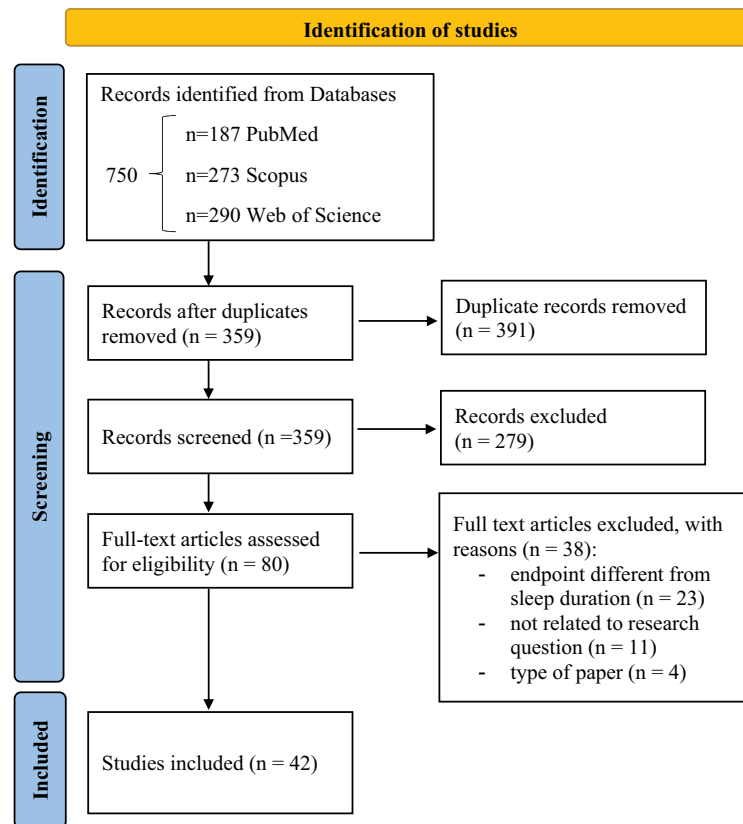 Identification of studies
Identification
Records identified from Databases
750
n=187 PubMed
n=273 Scopus
n=290 Web of Science
Screening
Records after duplicates
removed (n = 359)
Duplicate records removed
(n = 391)
Records screened (n =359)
Records excluded
(n = 279)
Full-text articles assessed
for eligibility (n = 80)
Full text articles excluded, with
reasons (n = 38):
- endpoint different from
sleep duration (n = 23)
- not related to research
question (n = 11)
- type of paper (n = 4)
Included
Studies included (n = 42)